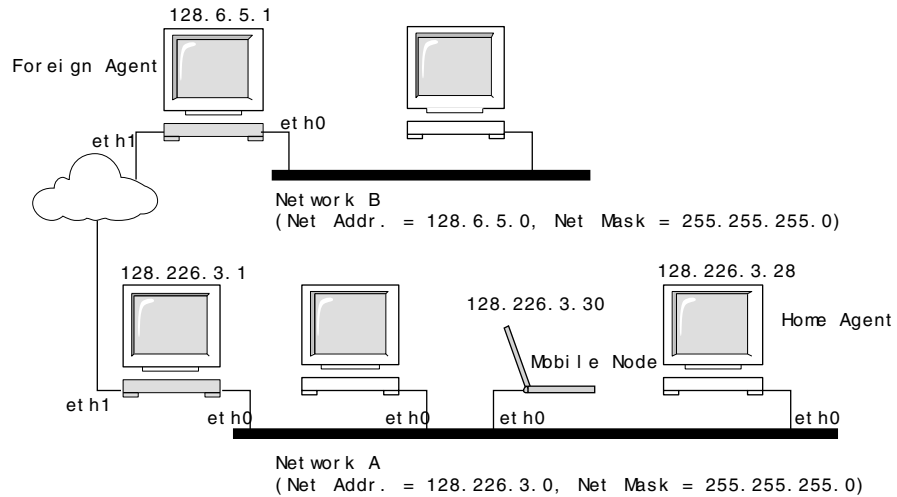 128.6.5.1
Foreign Agent
eth0
eth1
Network B
(Net Addr. = 128.6.5.0, Net Mask = 255.255.255.0)
128.226.3.1
128.226.3.28
128.226.3.30
Home Agent
Mobile Node
eth1
eth0
eth0
eth0
eth0
Network A
(Net Addr. = 128.226.3.0, Net Mask = 255.255.255.0)